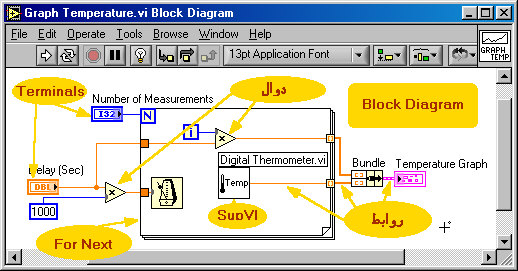 Graph Temperature.vi Block Diagram
File Edit Operate Tools Browse Window Help
13pt Application Font
GRAPH
TEMP
Terminals
Number of Measurements
I32
N
دوال
Block Diagram
i
Delay (Sec)
DBL
1000
Digital Thermometer.vi
Temp
Bundle
Temperature Graph
SupVI
روابط
For Next